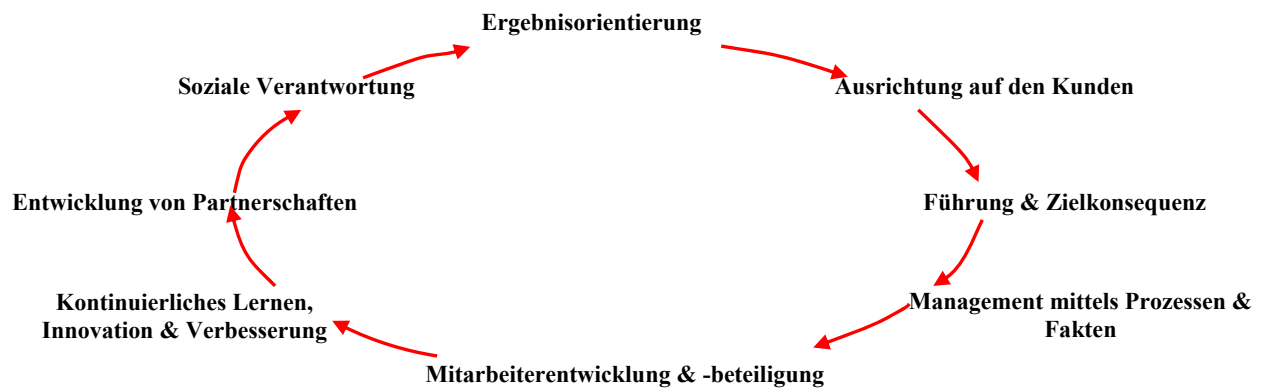 Ergebnisorientierung
Soziale Verantwortung
Ausrichtung auf den Kunden
Entwicklung von Partnerschaften
Führung & Zielkonsequenz
Kontinuierliches Lernen,
Innovation & Verbesserung
Management mittels Prozessen &
Fakten
Mitarbeiterentwicklung & -beteiligung